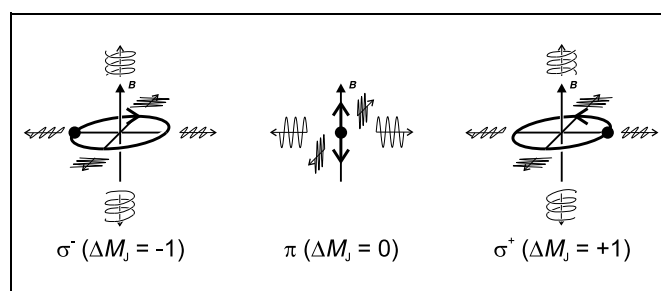 B
B
B
σ⁻ (ΔM_J = -1)
π (ΔM_J = 0)
σ⁺ (ΔM_J = +1)